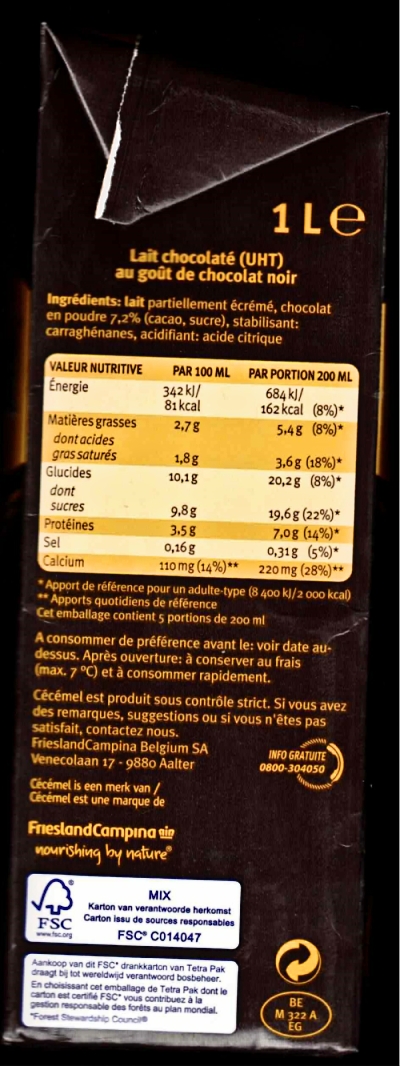 1 L ℮
Lait chocolaté (UHT)
au goût de chocolat noir
Ingrédients: lait partiellement écrémé, chocolat
en poudre 7,2% (cacao, sucre), stabilisant:
carraghénanes, acidifiant: acide citrique
VALEUR NUTRITIVE PAR 100 ML PAR PORTION 200 ML
Énergie 342 kJ/ 684 kJ/
81 kcal 162 kcal (8%)*
Matières grasses 2,7 g 5,4 g (8%)*
dont acides
gras saturés 1,8 g 3,6 g (18%)*
Glucides 10,1 g 20,2 g (8%)*
dont
sucres 9,8 g 19,6 g (22%)*
Protéines 3,5 g 7,0 g (14%)*
Sel 0,16 g 0,31 g (5%)*
Calcium 110 mg (14%)** 220 mg (28%)**
* Apport de référence pour un adulte-type (8 400 kJ/2 000 kcal)
** Apports quotidiens de référence
Cet emballage contient 5 portions de 200 ml
A consommer de préférence avant le: voir date au-
dessus. Après ouverture: à conserver au frais
(max. 7 °C) et à consommer rapidement.
Cécémel est produit sous contrôle strict. Si vous avez
des remarques, suggestions ou si vous n'êtes pas
satisfait, contactez nous.
FrieslandCampina Belgium SA
Venecolaan 17 - 9880 Aalter
INFO GRATUITE
0800-304050
Cécémel is een merk van /
Cécémel est une marque de
FrieslandCampina
nourishing by nature®
FSC
®
www.fsc.org
MIX
Karton van verantwoorde herkomst
Carton issu de sources responsables
FSC® C014047
Aankoop van dit FSC® drankkarton van Tetra Pak
draagt bij tot wereldwijd verantwoord bosbeheer.
En choisissant cet emballage de Tetra Pak dont le
carton est certifié FSC® vous contribuez à la
gestion responsable des forêts au plan mondial.
*Forest Stewardship Council®
BE
M 322 A
EG